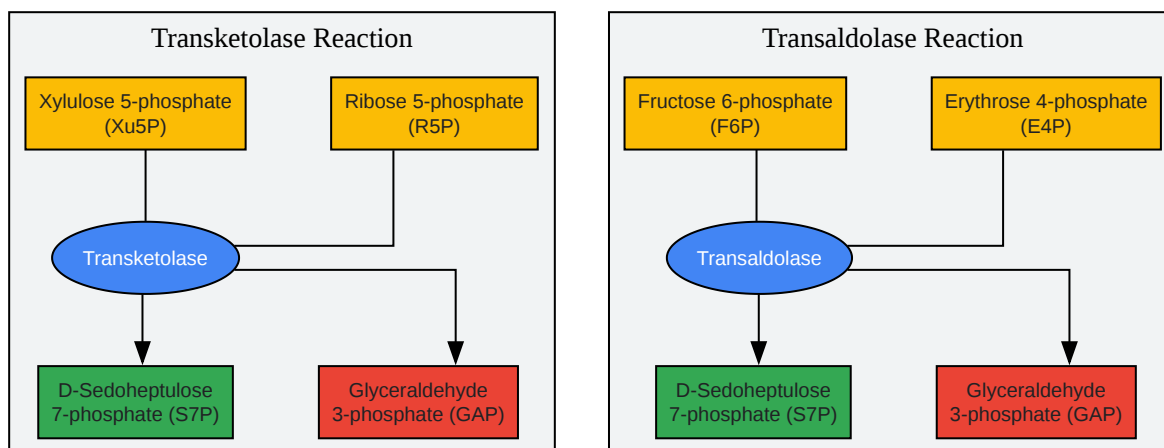 Transketolase Reaction
Xylulose 5-phosphate
(Xu5P)
Ribose 5-phosphate
(R5P)
Transketolase
D-Sedoheptulose
7-phosphate (S7P)
Glyceraldehyde
3-phosphate (GAP)
Transaldolase Reaction
Fructose 6-phosphate
(F6P)
Erythrose 4-phosphate
(E4P)
Transaldolase
D-Sedoheptulose
7-phosphate (S7P)
Glyceraldehyde
3-phosphate (GAP)